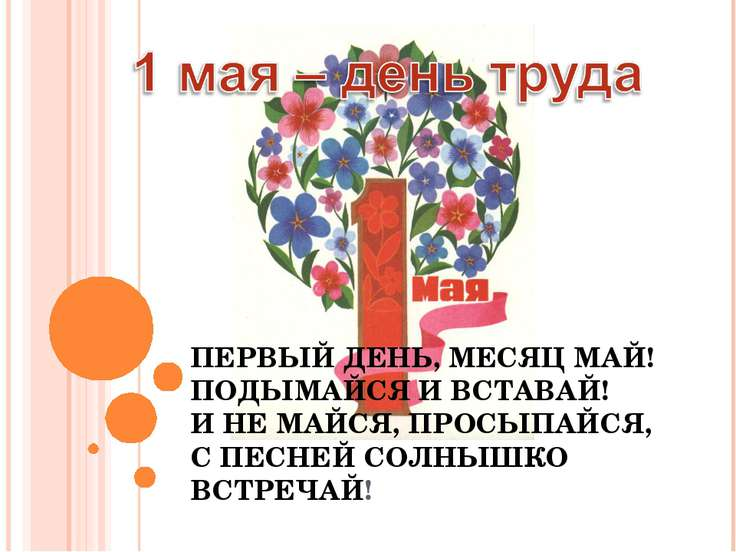 1 мая – день труда
1
Мая
ПЕРВЫЙ ДЕНЬ, МЕСЯЦ МАЙ!
ПОДЫМАЙСЯ И ВСТАВАЙ!
И НЕ МАЙСЯ, ПРОСЫПАЙСЯ,
С ПЕСНЕЙ СОЛНЫШКО
ВСТРЕЧАЙ!